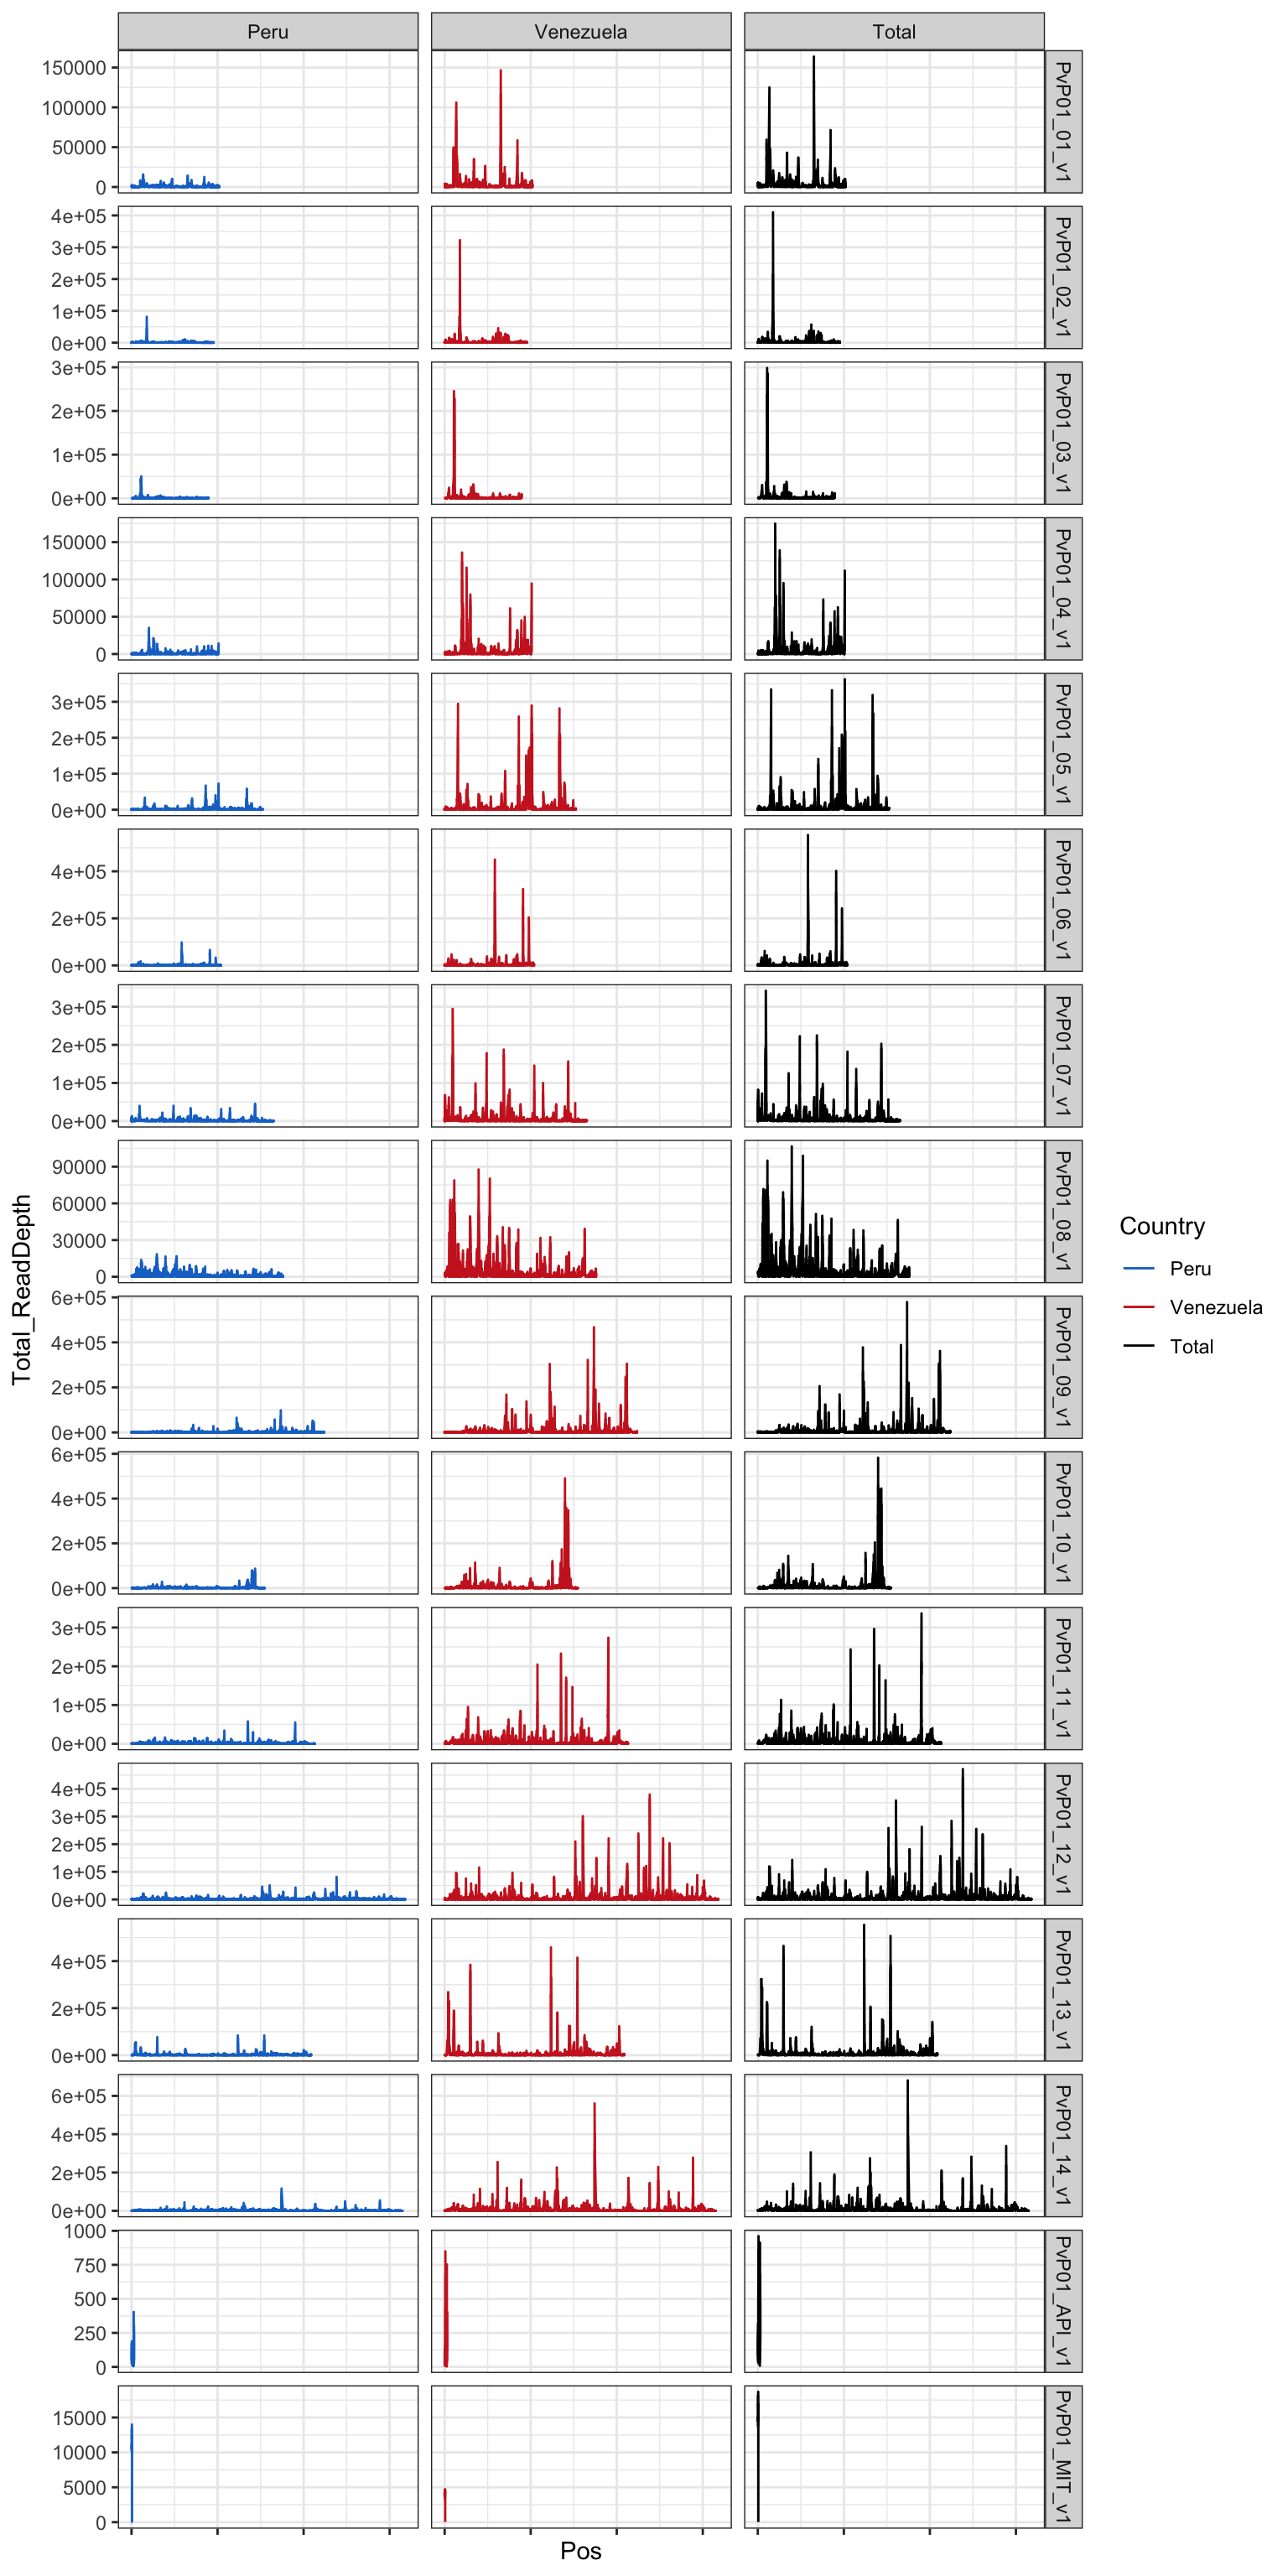 Peru Venezuela Total
150000
100000
50000
0
PvP01_01_v1
4e+05
3e+05
2e+05
1e+05
0e+00
PvP01_02_v1
3e+05
2e+05
1e+05
0e+00
PvP01_03_v1
150000
100000
50000
0
PvP01_04_v1
3e+05
2e+05
1e+05
0e+00
PvP01_05_v1
4e+05
2e+05
0e+00
PvP01_06_v1
3e+05
2e+05
1e+05
0e+00
PvP01_07_v1
90000
60000
30000
0
PvP01_08_v1
6e+05
4e+05
2e+05
0e+00
PvP01_09_v1
6e+05
4e+05
2e+05
0e+00
PvP01_10_v1
3e+05
2e+05
1e+05
0e+00
PvP01_11_v1
4e+05
3e+05
2e+05
1e+05
0e+00
PvP01_12_v1
4e+05
2e+05
0e+00
PvP01_13_v1
6e+05
4e+05
2e+05
0e+00
PvP01_14_v1
1000
750
500
250
0
PvP01_API_v1
15000
10000
5000
0
PvP01_MIT_v1
Total_ReadDepth
Pos
Country
Peru
Venezuela
Total